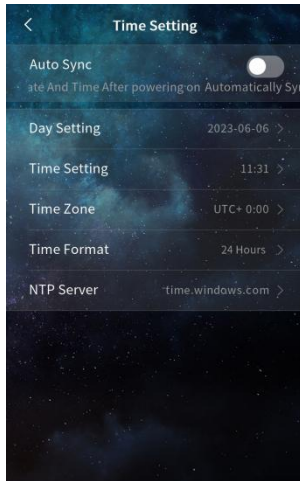 Time Setting
Auto Sync
ate And Time After powering on Automatically Sy
Day Setting 2023-06-06
Time Setting 11:31
Time Zone UTC+ 0:00
Time Format 24 Hours
NTP Server time.windows.com